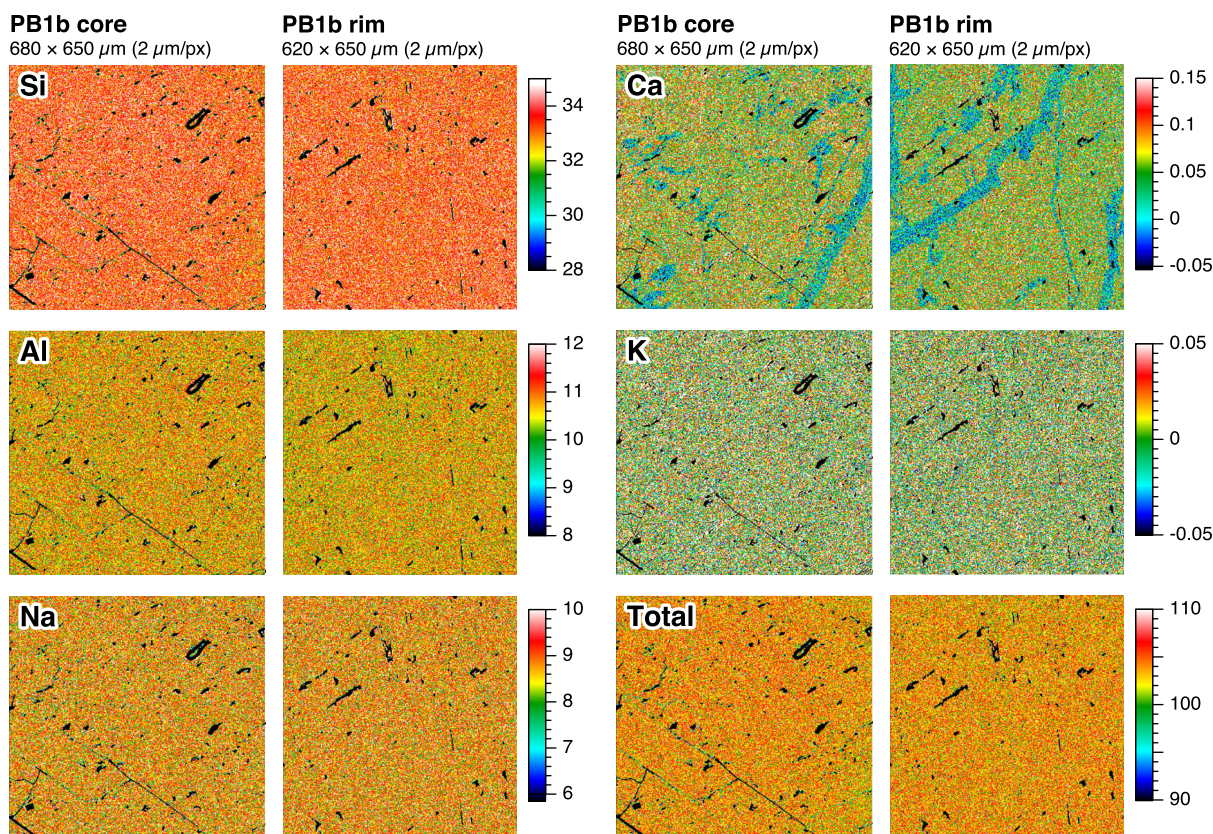 PB1b core
680 × 650 µm (2 µm/px)
PB1b rim
620 × 650 µm (2 µm/px)
PB1b core
680 × 650 µm (2 µm/px)
PB1b rim
620 × 650 µm (2 µm/px)
Si
34
32
30
28
Ca
0.15
0.1
0.05
0
-0.05
Al
12
11
10
9
8
K
0.05
0
-0.05
Na
10
9
8
7
6
Total
110
100
90